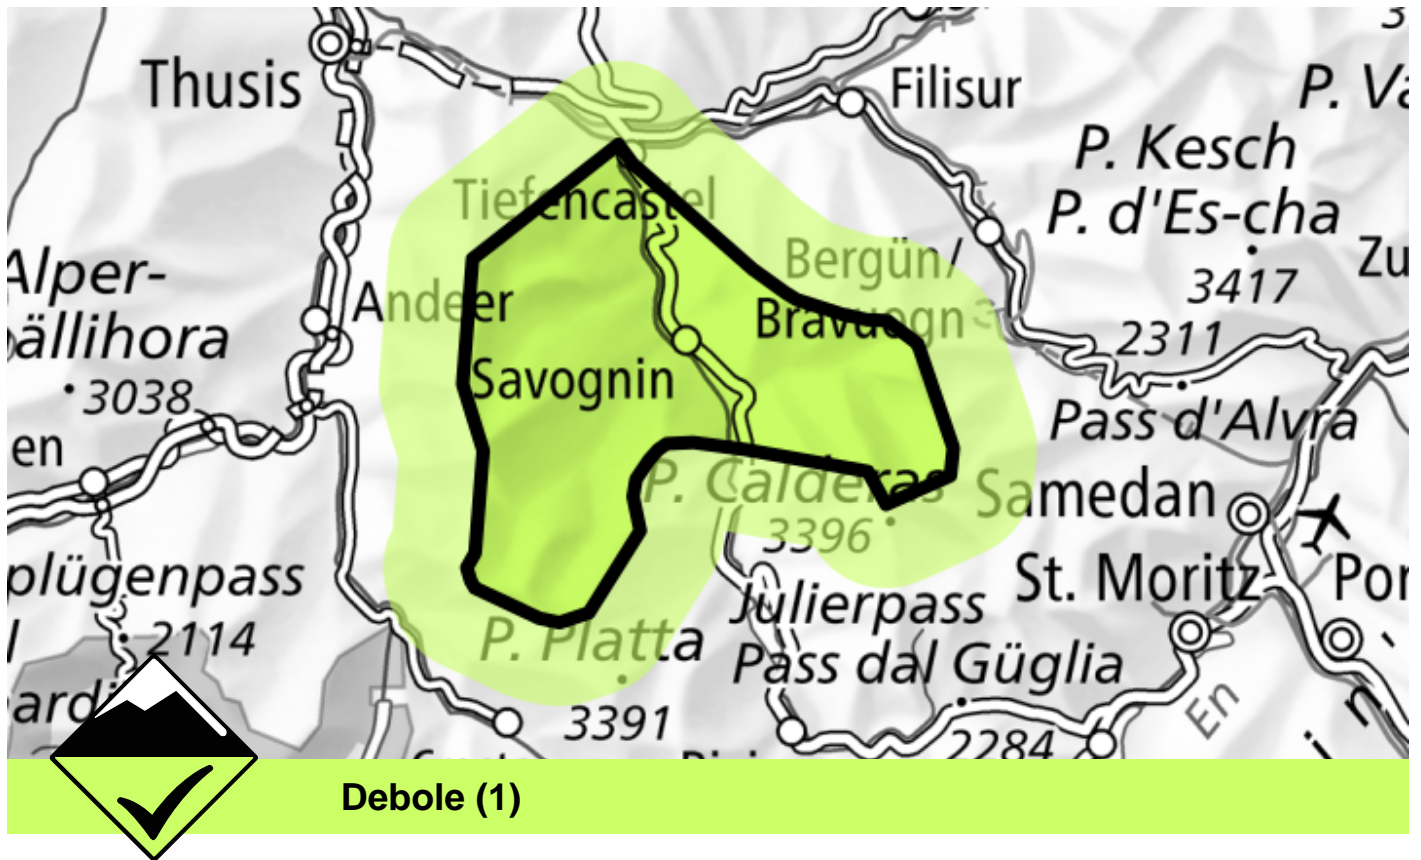 Thusis
Filisur
P. Kesch
P. d'Es-cha
3417
Tiefencastel
Bergün/
Bravuogn
Alper-
ällihora
3038
Andeer
2311
Savognin
Pass d'Alvra
en
P. Calderas
3396
Samedan
plügenpass
2114
Julierpass
Pass dal Güglia
2284
St. Moritz
P. Platta
3391
En
Debole (1)